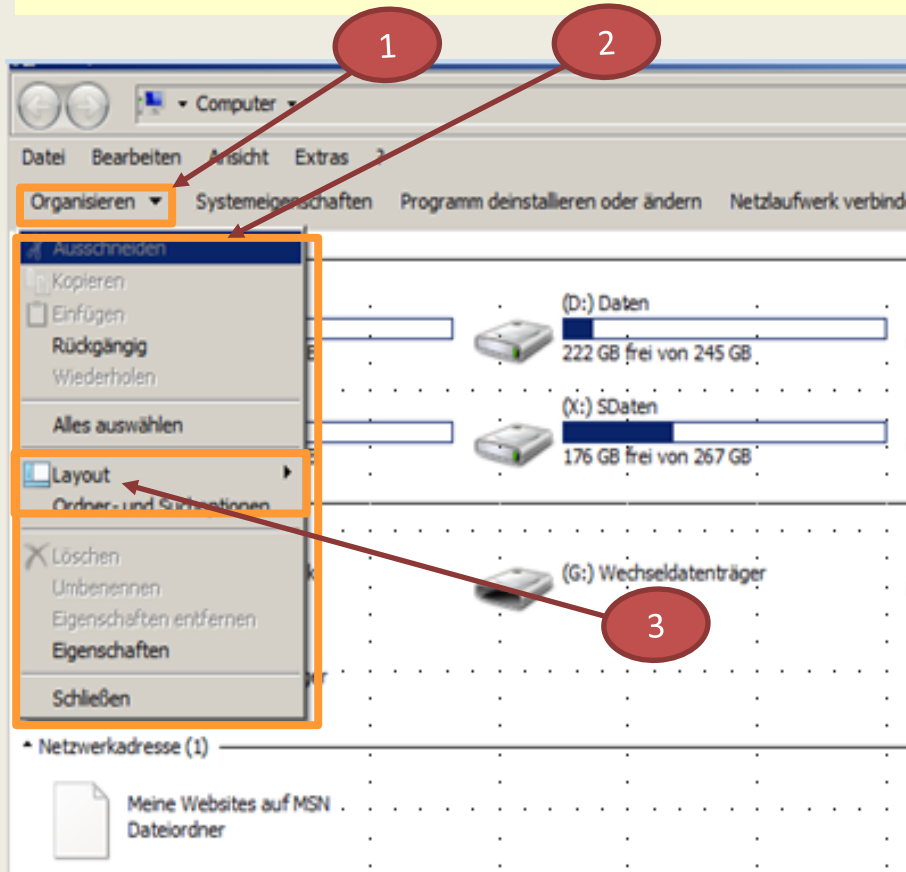 1
2
Computer
Datei Bearbeiten Ansicht Extras ?
Organisieren Systemeigenschaften Programm deinstallieren oder ändern Netzlaufwerk verbinde
Ausschneiden
Kopieren
Einfügen
Rückgängig
Wiederholen
Alles auswählen
Layout
Ordner- und Suchoptionen
Löschen
Umbenennen
Eigenschaften entfernen
Eigenschaften
Schließen
(D:) Daten
222 GB frei von 245 GB
(X:) SDaten
176 GB frei von 267 GB
(G:) Wechseldatenträger
3
Netzwerkadresse (1)
Meine Websites auf MSN
Dateiordner